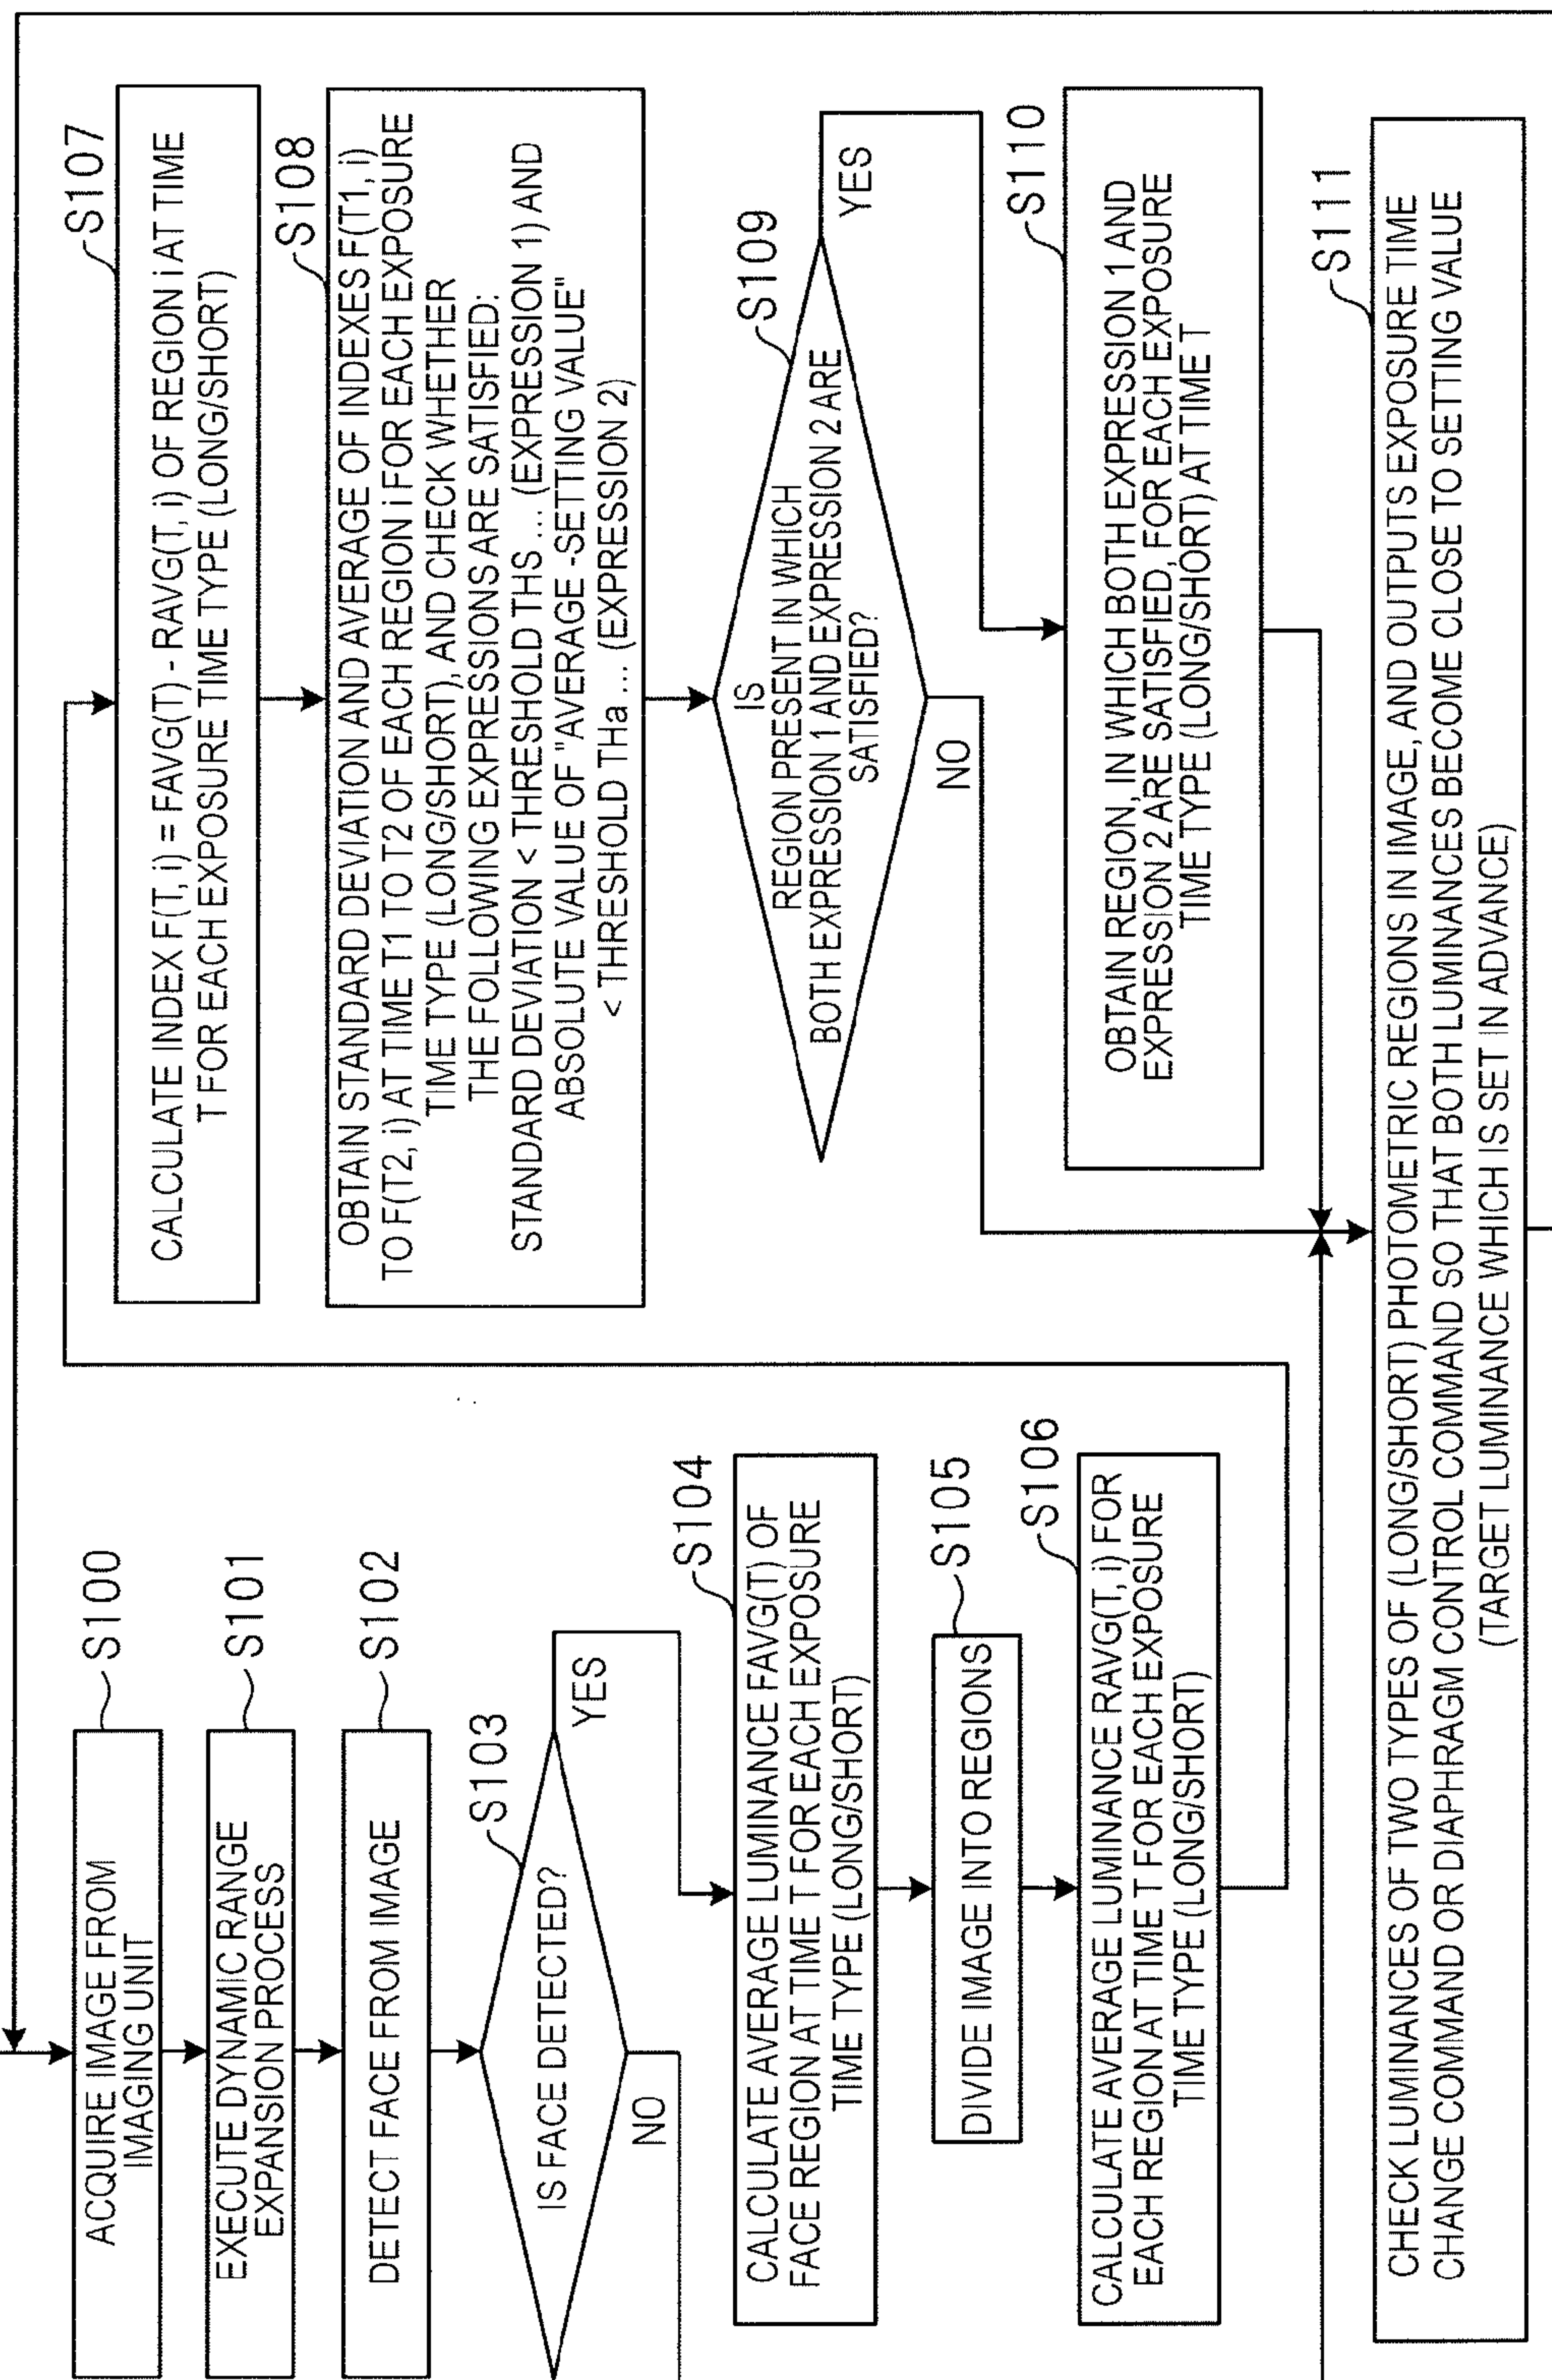 S100
ACQUIRE IMAGE FROM
IMAGING UNIT
S101
EXECUTE DYNAMIC RANGE
EXPANSION PROCESS
S102
DETECT FACE FROM IMAGE
S103
IS FACE DETECTED?
YES
NO
S104
CALCULATE AVERAGE LUMINANCE FAVG(T) OF
FACE REGION AT TIME T FOR EACH EXPOSURE
TIME TYPE (LONG/SHORT)
S105
DIVIDE IMAGE INTO REGIONS
S106
CALCULATE AVERAGE LUMINANCE RAVG(T, i) FOR
EACH REGION AT TIME T FOR EACH EXPOSURE
TIME TYPE (LONG/SHORT)
S107
CALCULATE INDEX F(T, i) = FAVG(T) - RAVG(T, i) OF REGION i AT TIME
T FOR EACH EXPOSURE TIME TYPE (LONG/SHORT)
S108
OBTAIN STANDARD DEVIATION AND AVERAGE OF INDEXES F(T1, i)
TO F(T2, i) AT TIME T1 TO T2 OF EACH REGION i FOR EACH EXPOSURE
TIME TYPE (LONG/SHORT), AND CHECK WHETHER
THE FOLLOWING EXPRESSIONS ARE SATISFIED:
STANDARD DEVIATION < THRESHOLD THS ... (EXPRESSION 1) AND
ABSOLUTE VALUE OF "AVERAGE -SETTING VALUE"
< THRESHOLD THa ... (EXPRESSION 2)
S109
IS
REGION PRESENT IN WHICH
BOTH EXPRESSION 1 AND EXPRESSION 2 ARE
SATISFIED?
YES
NO
S110
OBTAIN REGION, IN WHICH BOTH EXPRESSION 1 AND
EXPRESSION 2 ARE SATISFIED, FOR EACH EXPOSURE
TIME TYPE (LONG/SHORT) AT TIME T
S111
CHECK LUMINANCES OF TWO TYPES OF (LONG/SHORT) PHOTOMETRIC REGIONS IN IMAGE, AND OUTPUTS EXPOSURE TIME
CHANGE COMMAND OR DIAPHRAGM CONTROL COMMAND SO THAT BOTH LUMINANCES BECOME CLOSE TO SETTING VALUE
(TARGET LUMINANCE WHICH IS SET IN ADVANCE)